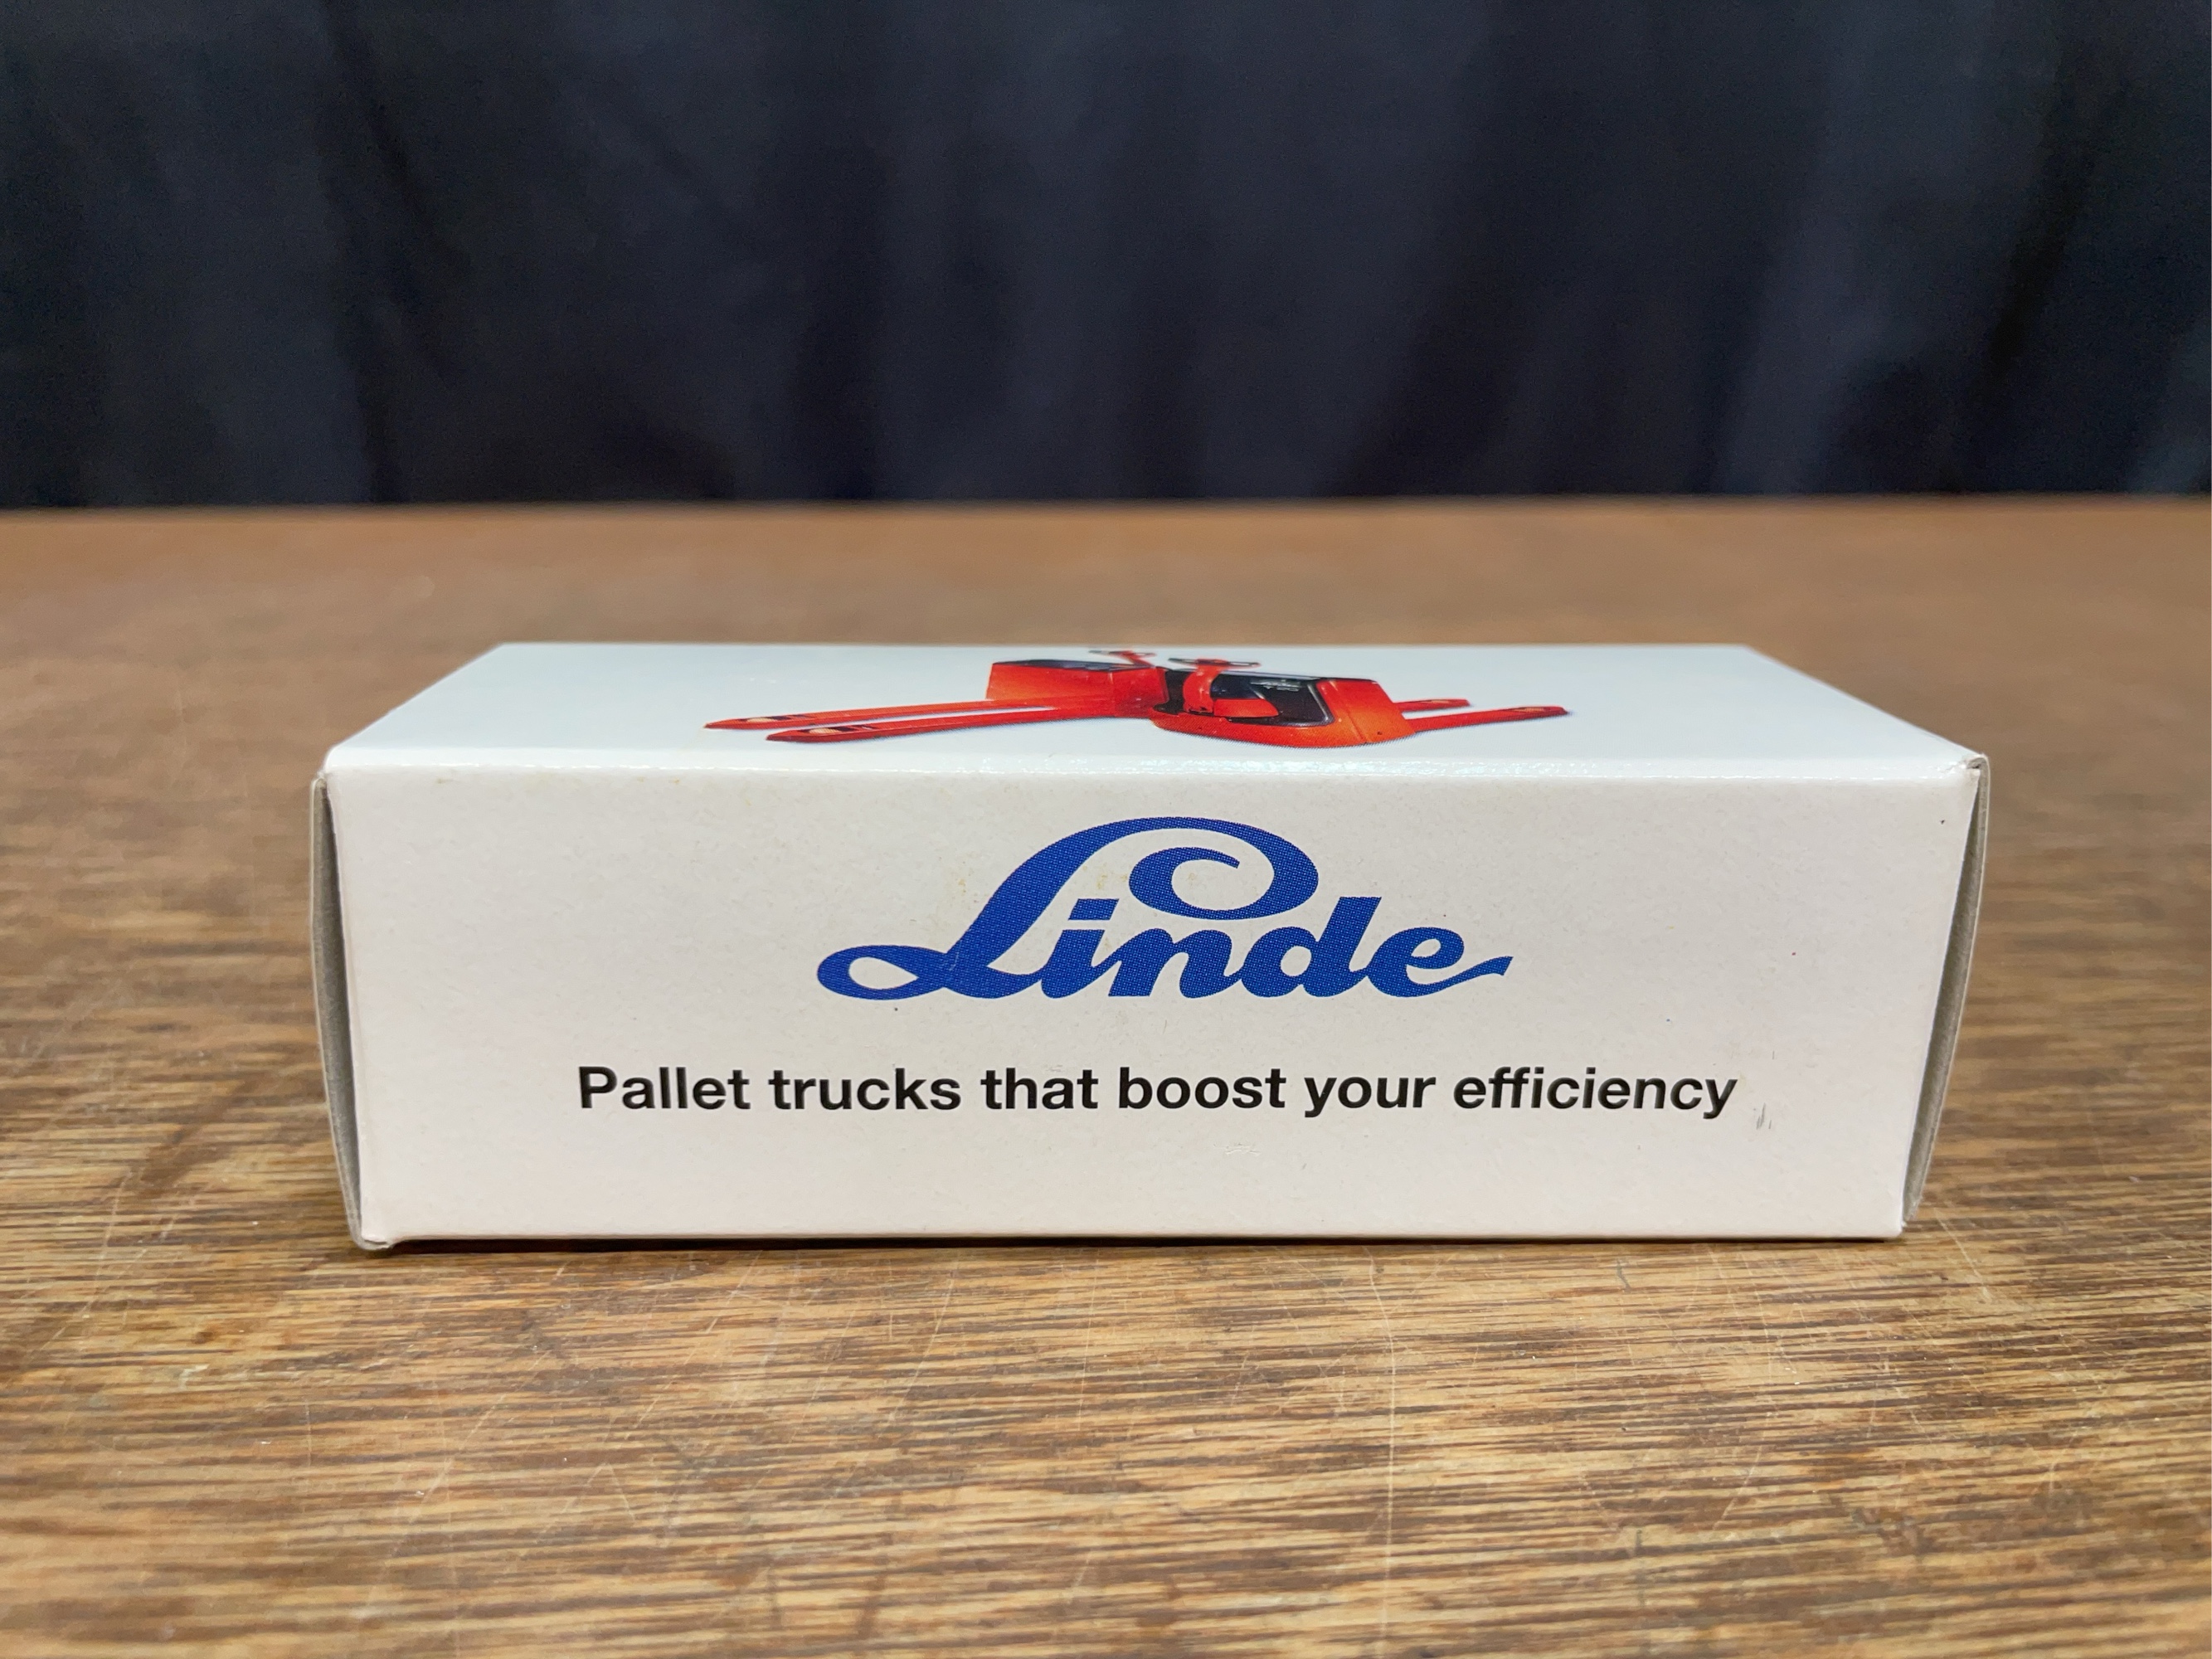 Linde
Pallet trucks that boost your efficiency